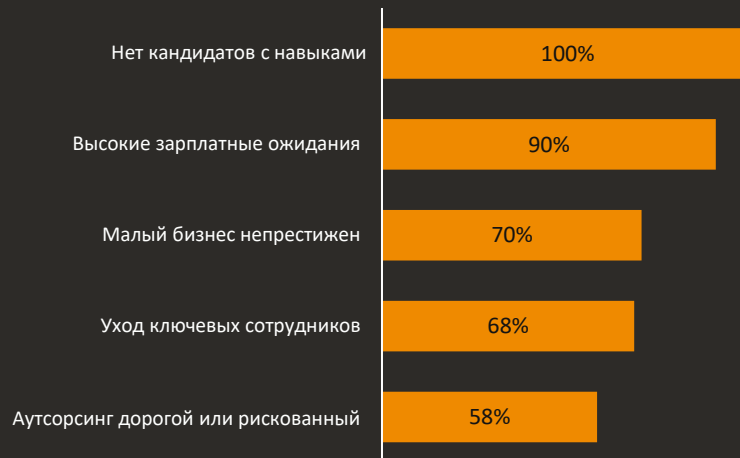 Нет кандидатов с навыками 100%
Высокие зарплатные ожидания 90%
Малый бизнес непрестижен 70%
Уход ключевых сотрудников 68%
Аутсорсинг дорогой или рискованный 58%